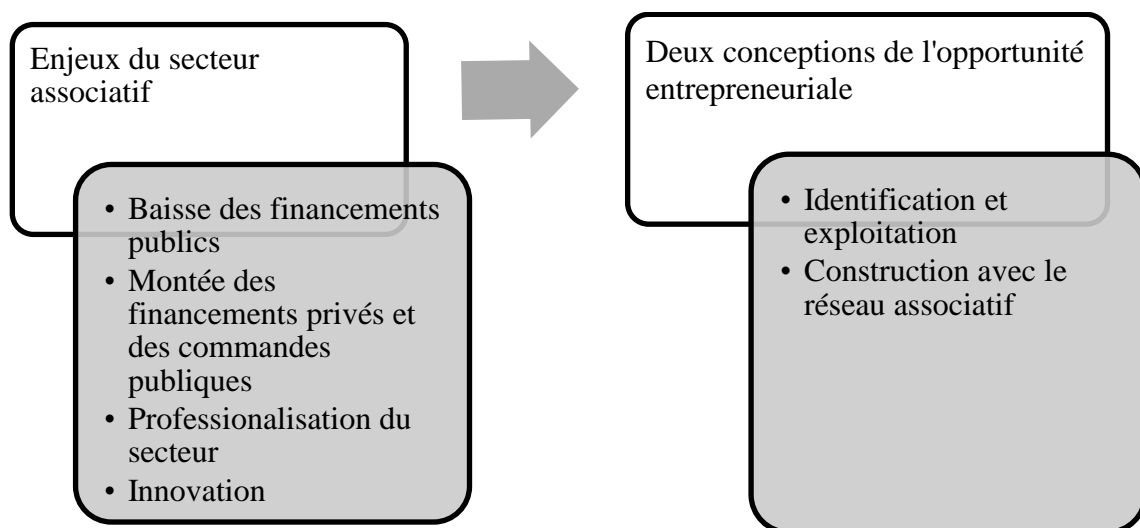 Enjeux du secteur
associatif
• Baisse des financements
publics
• Montée des
financements privés et
des commandes
publiques
• Professionalisation du
secteur
• Innovation
Deux conceptions de l'opportunité
entrepreneuriale
• Identification et
exploitation
• Construction avec le
réseau associatif